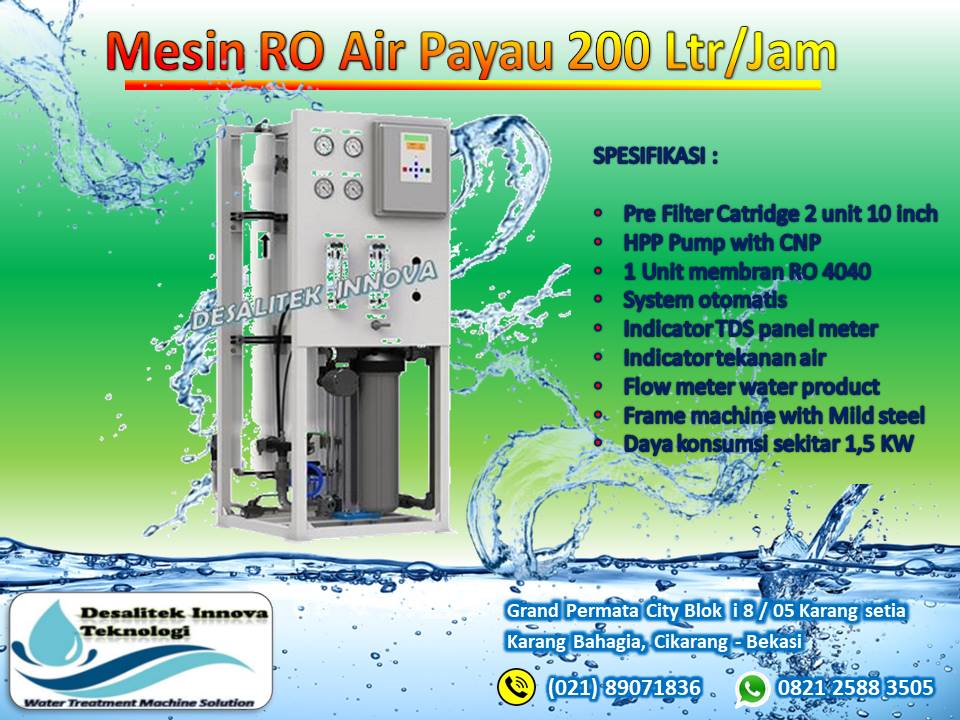 Mesin RO Air Payau 200 Ltr/Jam
SPESIFIKASI :
• Pre Filter Catridge 2 unit 10 inch
• HPP Pump with CNP
• 1 Unit membran RO 4040
• System otomatis
• Indicator TDS panel meter
• Indicator tekanan air
• Flow meter water product
• Frame machine with Mild steel
• Daya konsumsi sekitar 1,5 KW
DESALITEK INNOVA
Desalitek Innova
Teknologi
Water Treatment Machine Solution
Grand Permata City Blok i 8 / 05 Karang setia
Karang Bahagia, Cikarang - Bekasi
(021) 89071836
0821 2588 3505